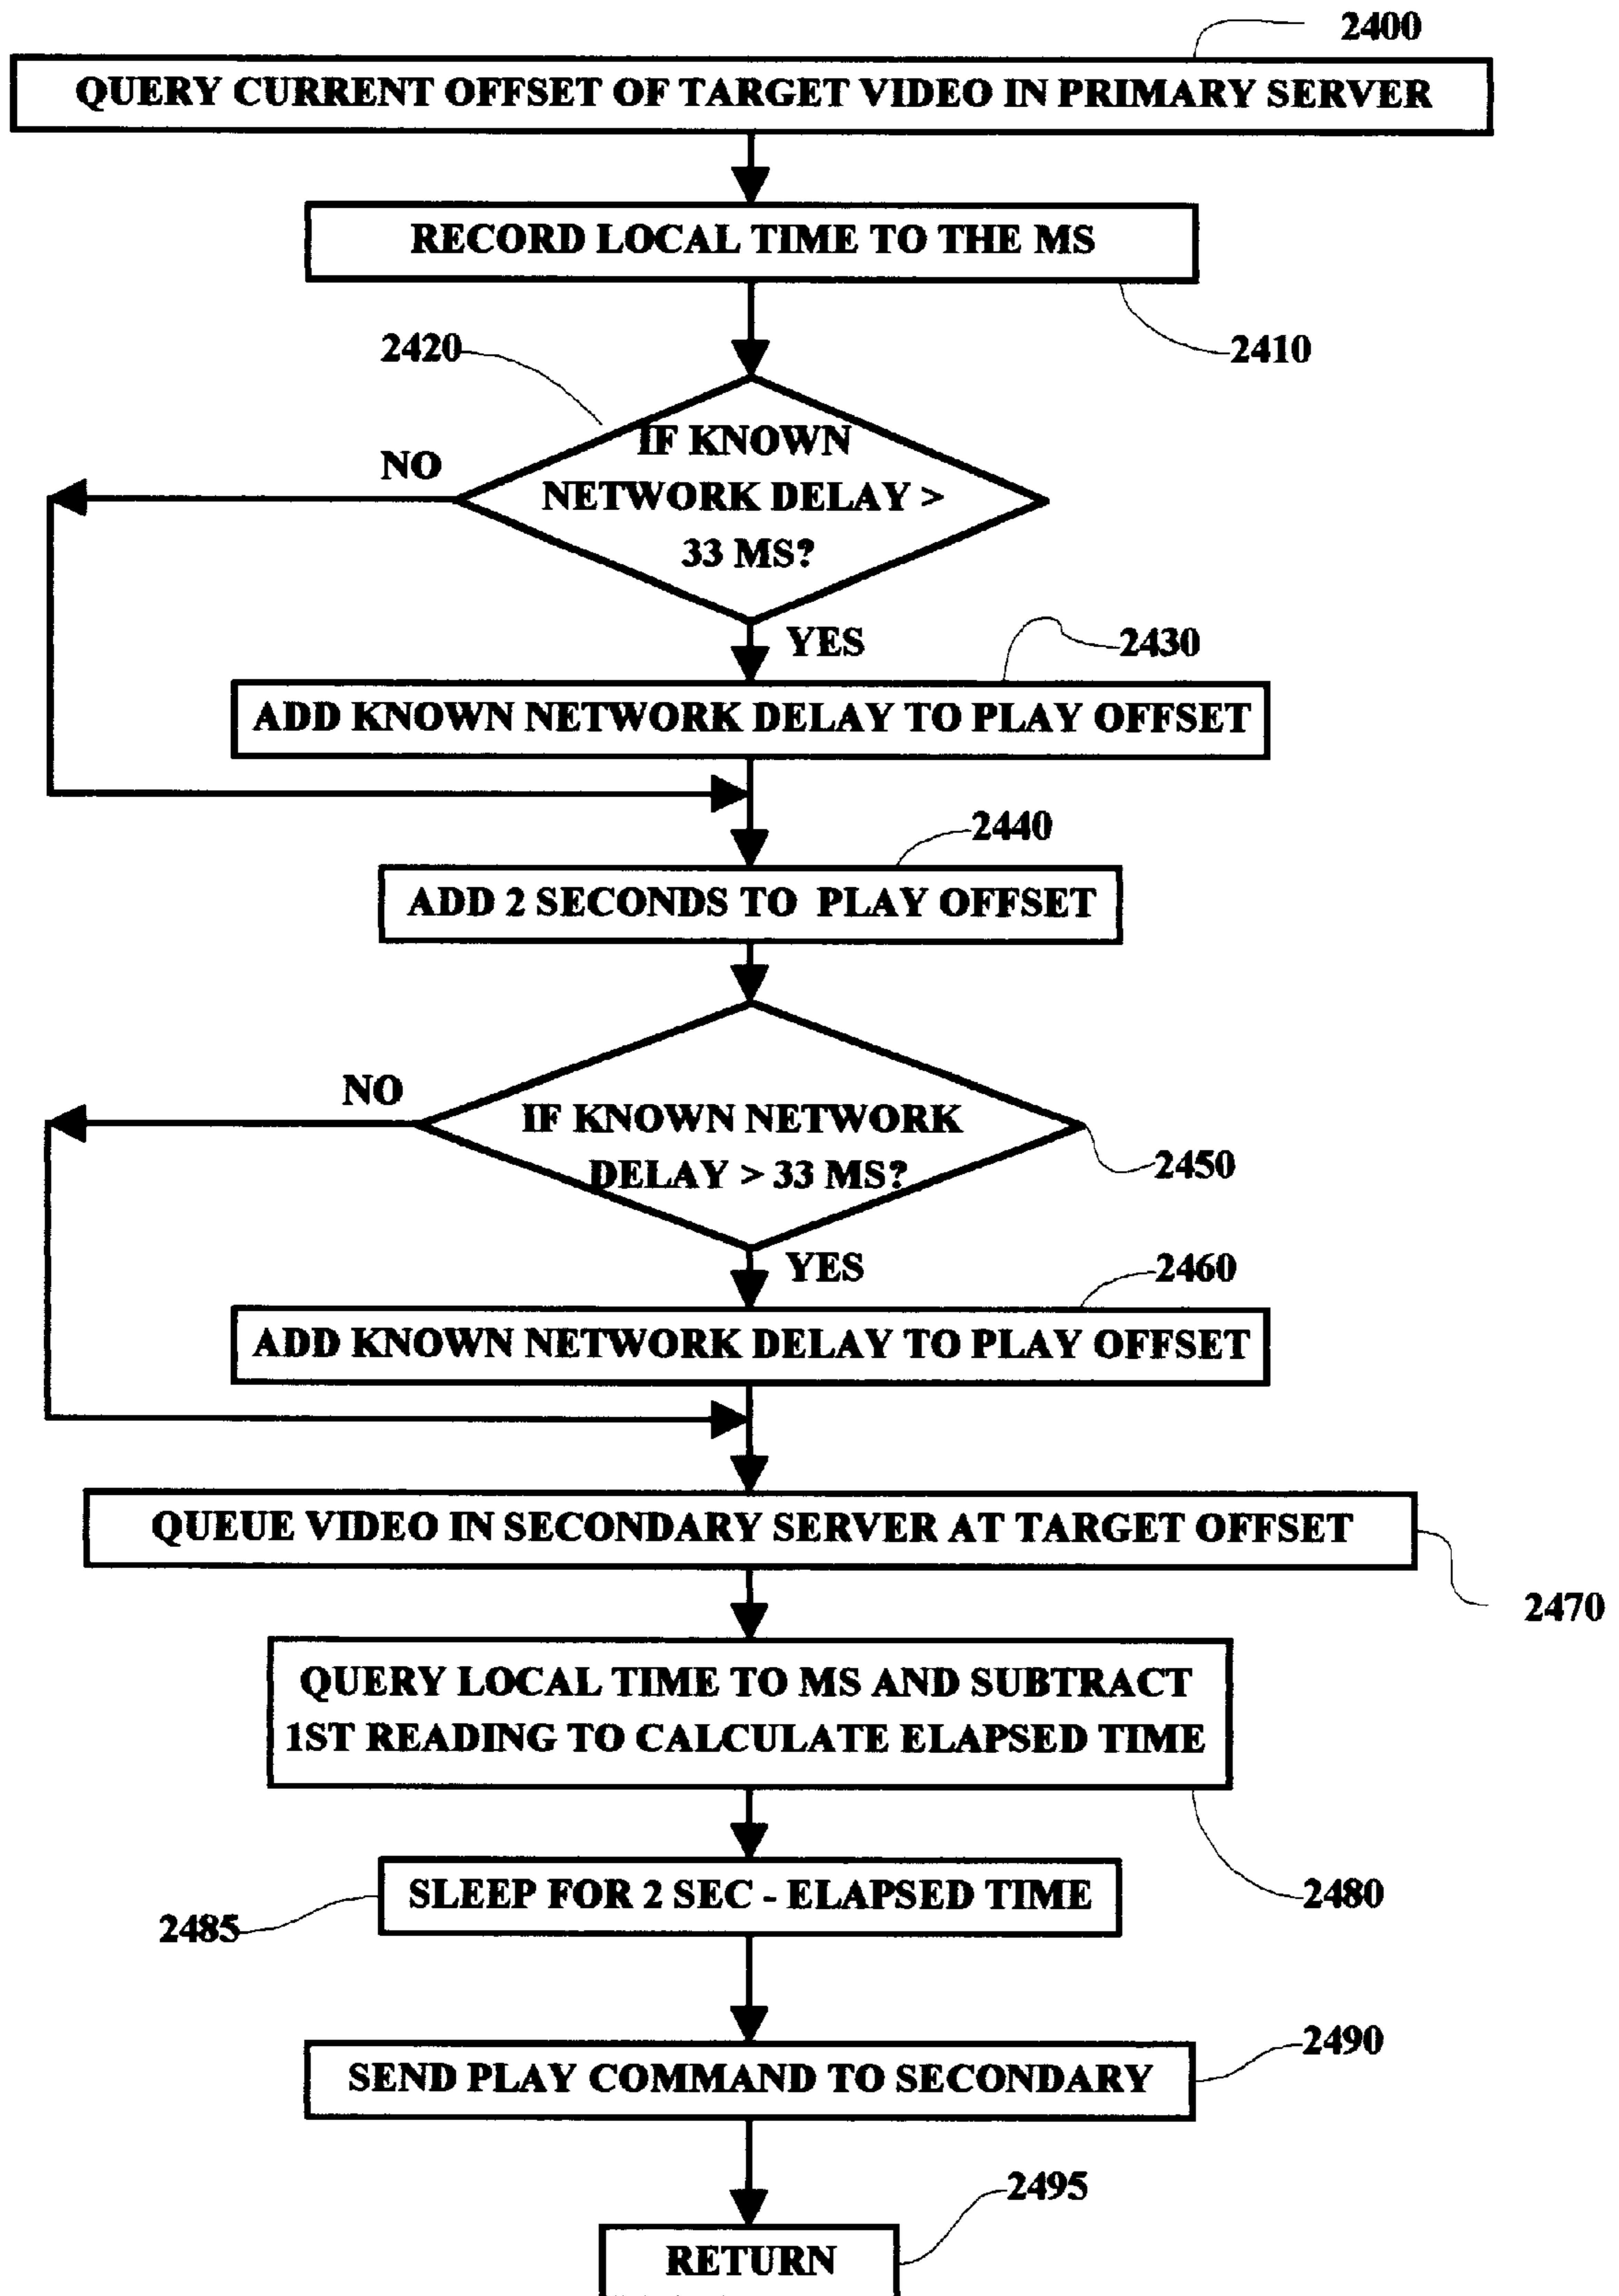 2400
QUERY CURRENT OFFSET OF TARGET VIDEO IN PRIMARY SERVER
RECORD LOCAL TIME TO THE MS
2410
2420
IF KNOWN
NETWORK DELAY >
33 MS?
NO
YES
2430
ADD KNOWN NETWORK DELAY TO PLAY OFFSET
2440
ADD 2 SECONDS TO PLAY OFFSET
NO
IF KNOWN NETWORK
DELAY > 33 MS?
2450
YES
2460
ADD KNOWN NETWORK DELAY TO PLAY OFFSET
QUEUE VIDEO IN SECONDARY SERVER AT TARGET OFFSET
2470
QUERY LOCAL TIME TO MS AND SUBTRACT
1ST READING TO CALCULATE ELAPSED TIME
2480
SLEEP FOR 2 SEC - ELAPSED TIME
2485
2490
SEND PLAY COMMAND TO SECONDARY
2495
RETURN